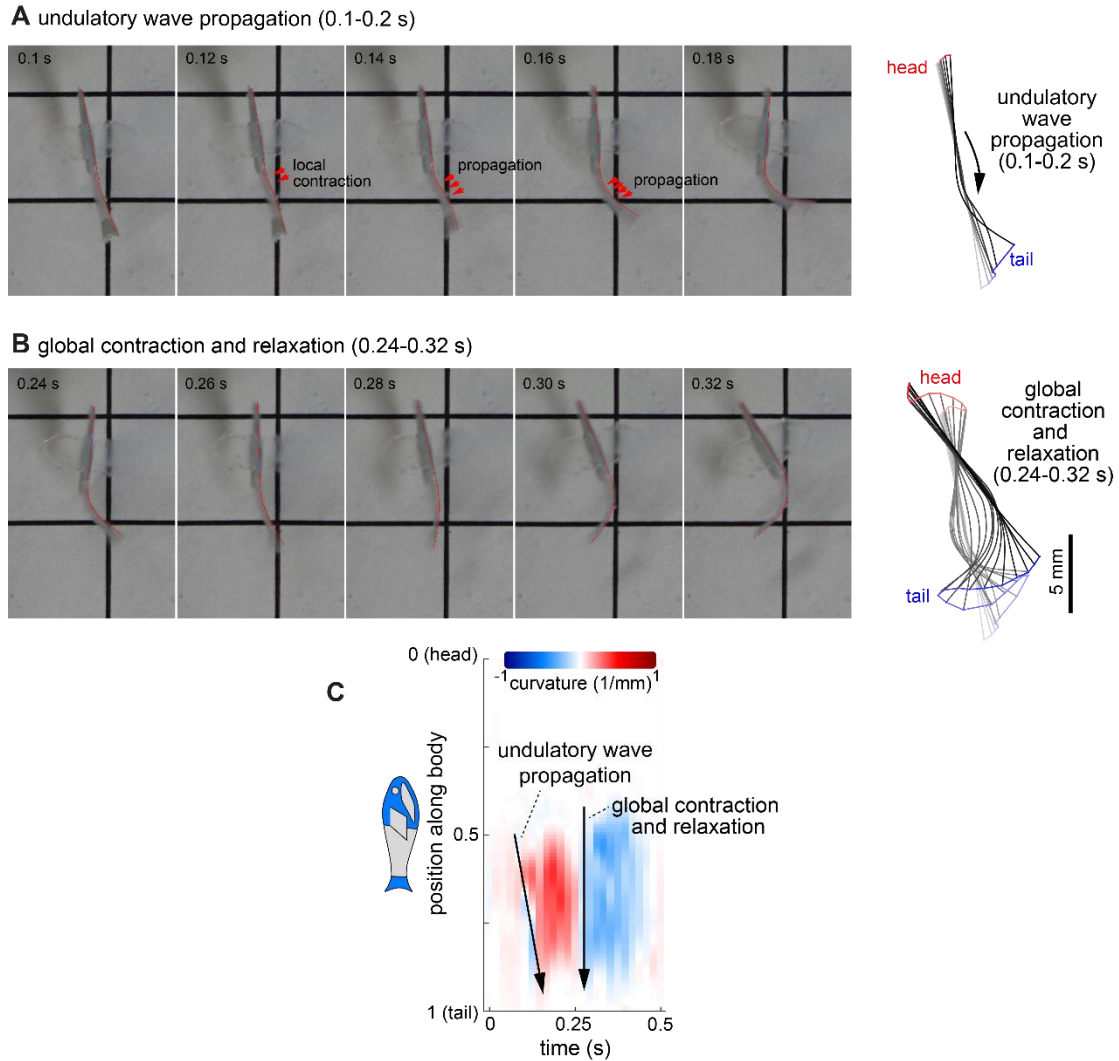 A undulatory wave propagation (0.1-0.2 s)
0.1 s
0.12 s
0.14 s
0.16 s
0.18 s
local
contraction
propagation
propagation
head
undulatory
wave
propagation
(0.1-0.2 s)
tail
B global contraction and relaxation (0.24-0.32 s)
0.24 s
0.26 s
0.28 s
0.30 s
0.32 s
head
global
contraction
and
relaxation
(0.24-0.32 s)
tail
5 mm
C
0 (head)
-1 curvature (1/mm) 1
undulatory wave
propagation
global contraction
and relaxation
position along body
0.5
1 (tail)
0 0.25 0.5
time (s)